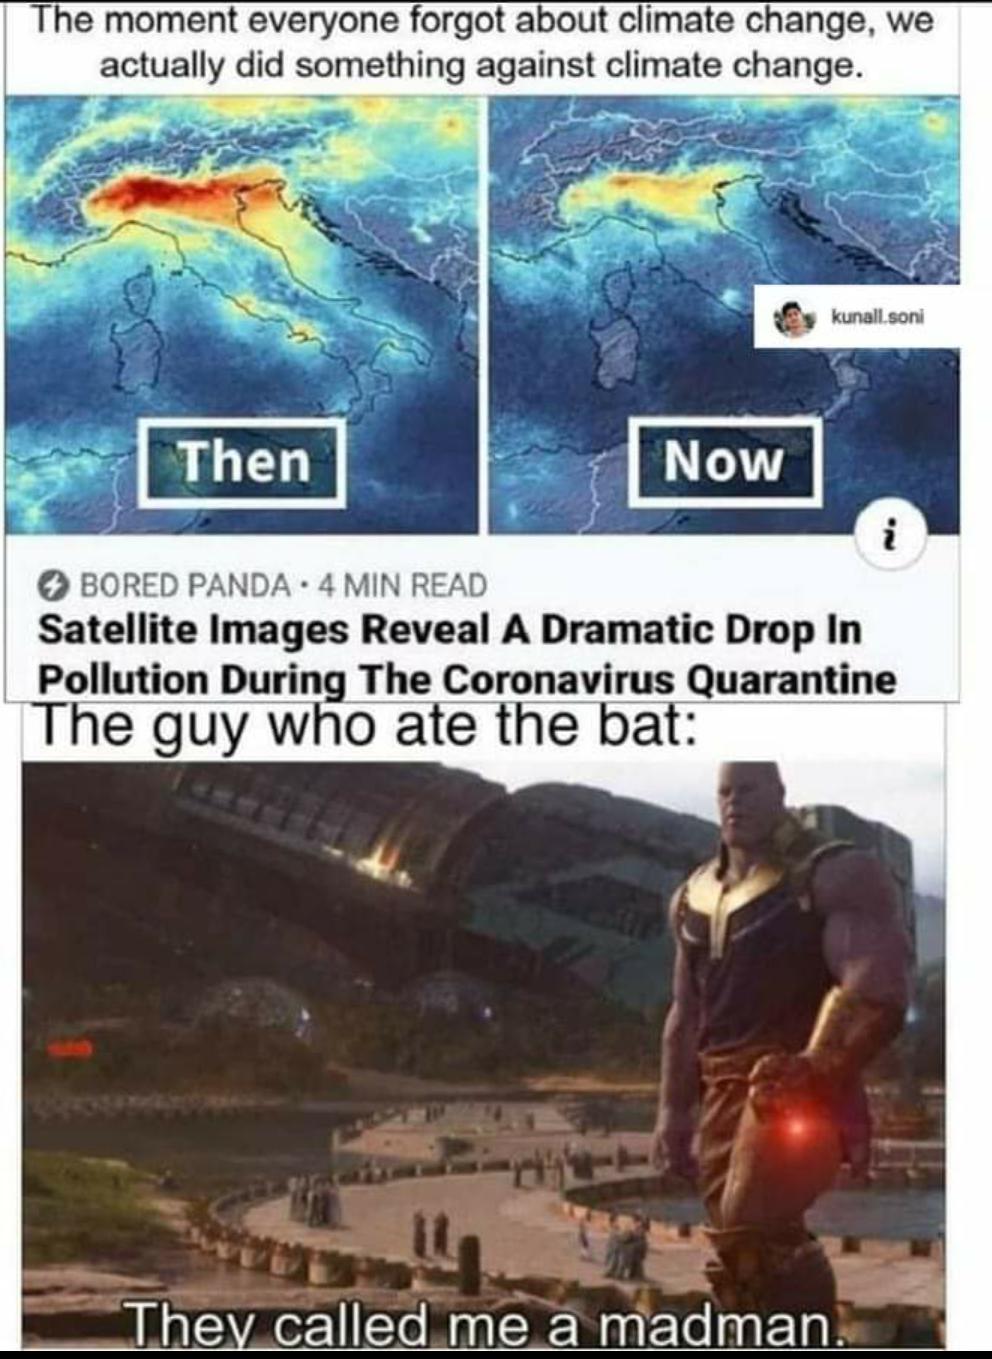 The moment everyone forgot about climate change, we
actually did something against climate change.
kunall.soni
Then
Now
i
BORED PANDA • 4 MIN READ
Satellite Images Reveal A Dramatic Drop In
Pollution During The Coronavirus Quarantine
The guy who ate the bat:
They called me a madman.